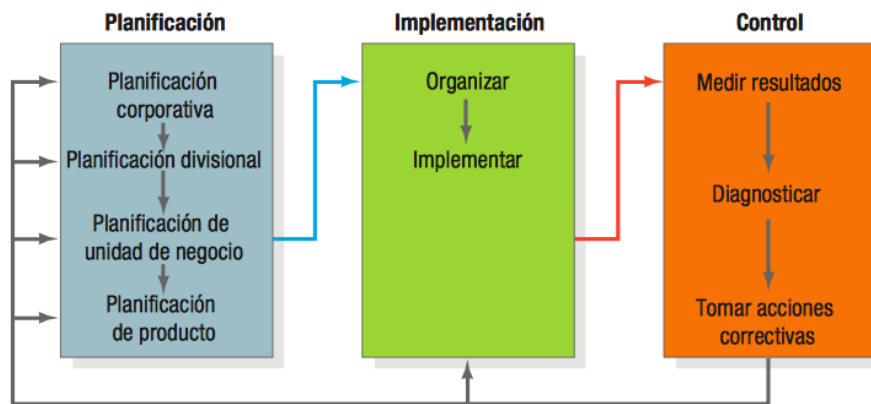 Planificación
Planificación
corporativa
Planificación divisional
Planificación de
unidad de negocio
Planificación
de producto
Implementación
Organizar
Implementar
Control
Medir resultados
Diagnosticar
Tomar acciones
correctivas